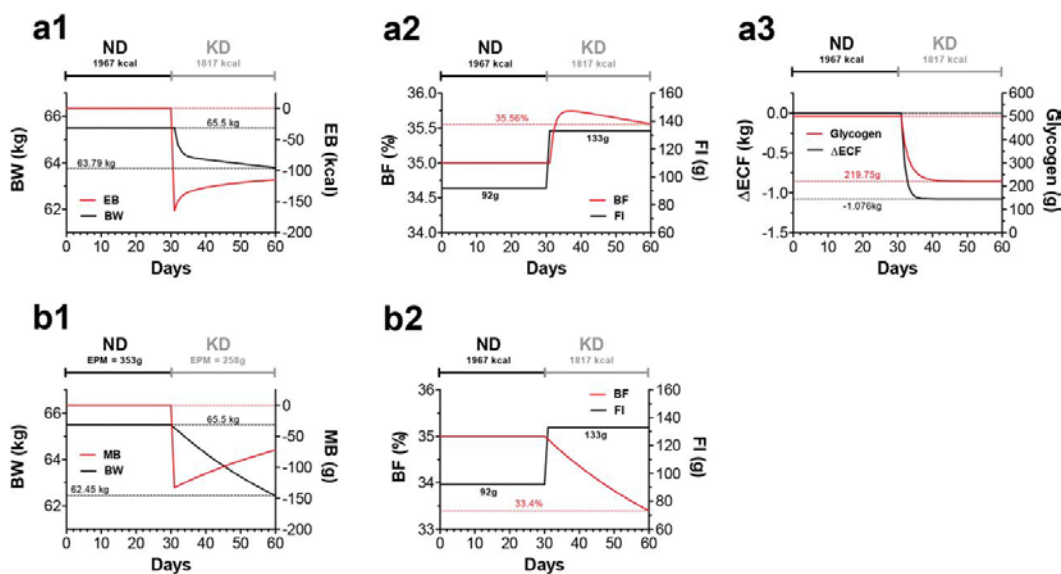 a1
ND
KD
1967 kcal
1817 kcal
66
64
62
BW (kg)
65.5 kg
63.79 kg
EB
BW
0
-50
-100
-150
-200
EB (kcal)
0 10 20 30 40 50 60
Days
a2
ND
KD
1967 kcal
1817 kcal
36.0
35.5
35.0
34.5
34.0
BF (%)
35.56%
133g
92g
BF
FI
160
140
120
100
80
60
FI (g)
0 10 20 30 40 50 60
Days
a3
ND
KD
1967 kcal
1817 kcal
0.0
-0.5
-1.0
-1.5
ΔECF (kg)
Glycogen
ΔECF
219.75g
-1.076kg
600
500
400
300
200
100
0
Glycogen (g)
0 10 20 30 40 50 60
Days
b1
ND
KD
EPM = 353g
EPM = 258g
66
64
62
BW (kg)
65.5 kg
MB
BW
62.45 kg
0
-50
-100
-150
-200
MB (g)
0 10 20 30 40 50 60
Days
b2
ND
KD
1967 kcal
1817 kcal
36
35
34
33
BF (%)
BF
FI
133g
92g
33.4%
160
140
120
100
80
60
FI (g)
0 10 20 30 40 50 60
Days